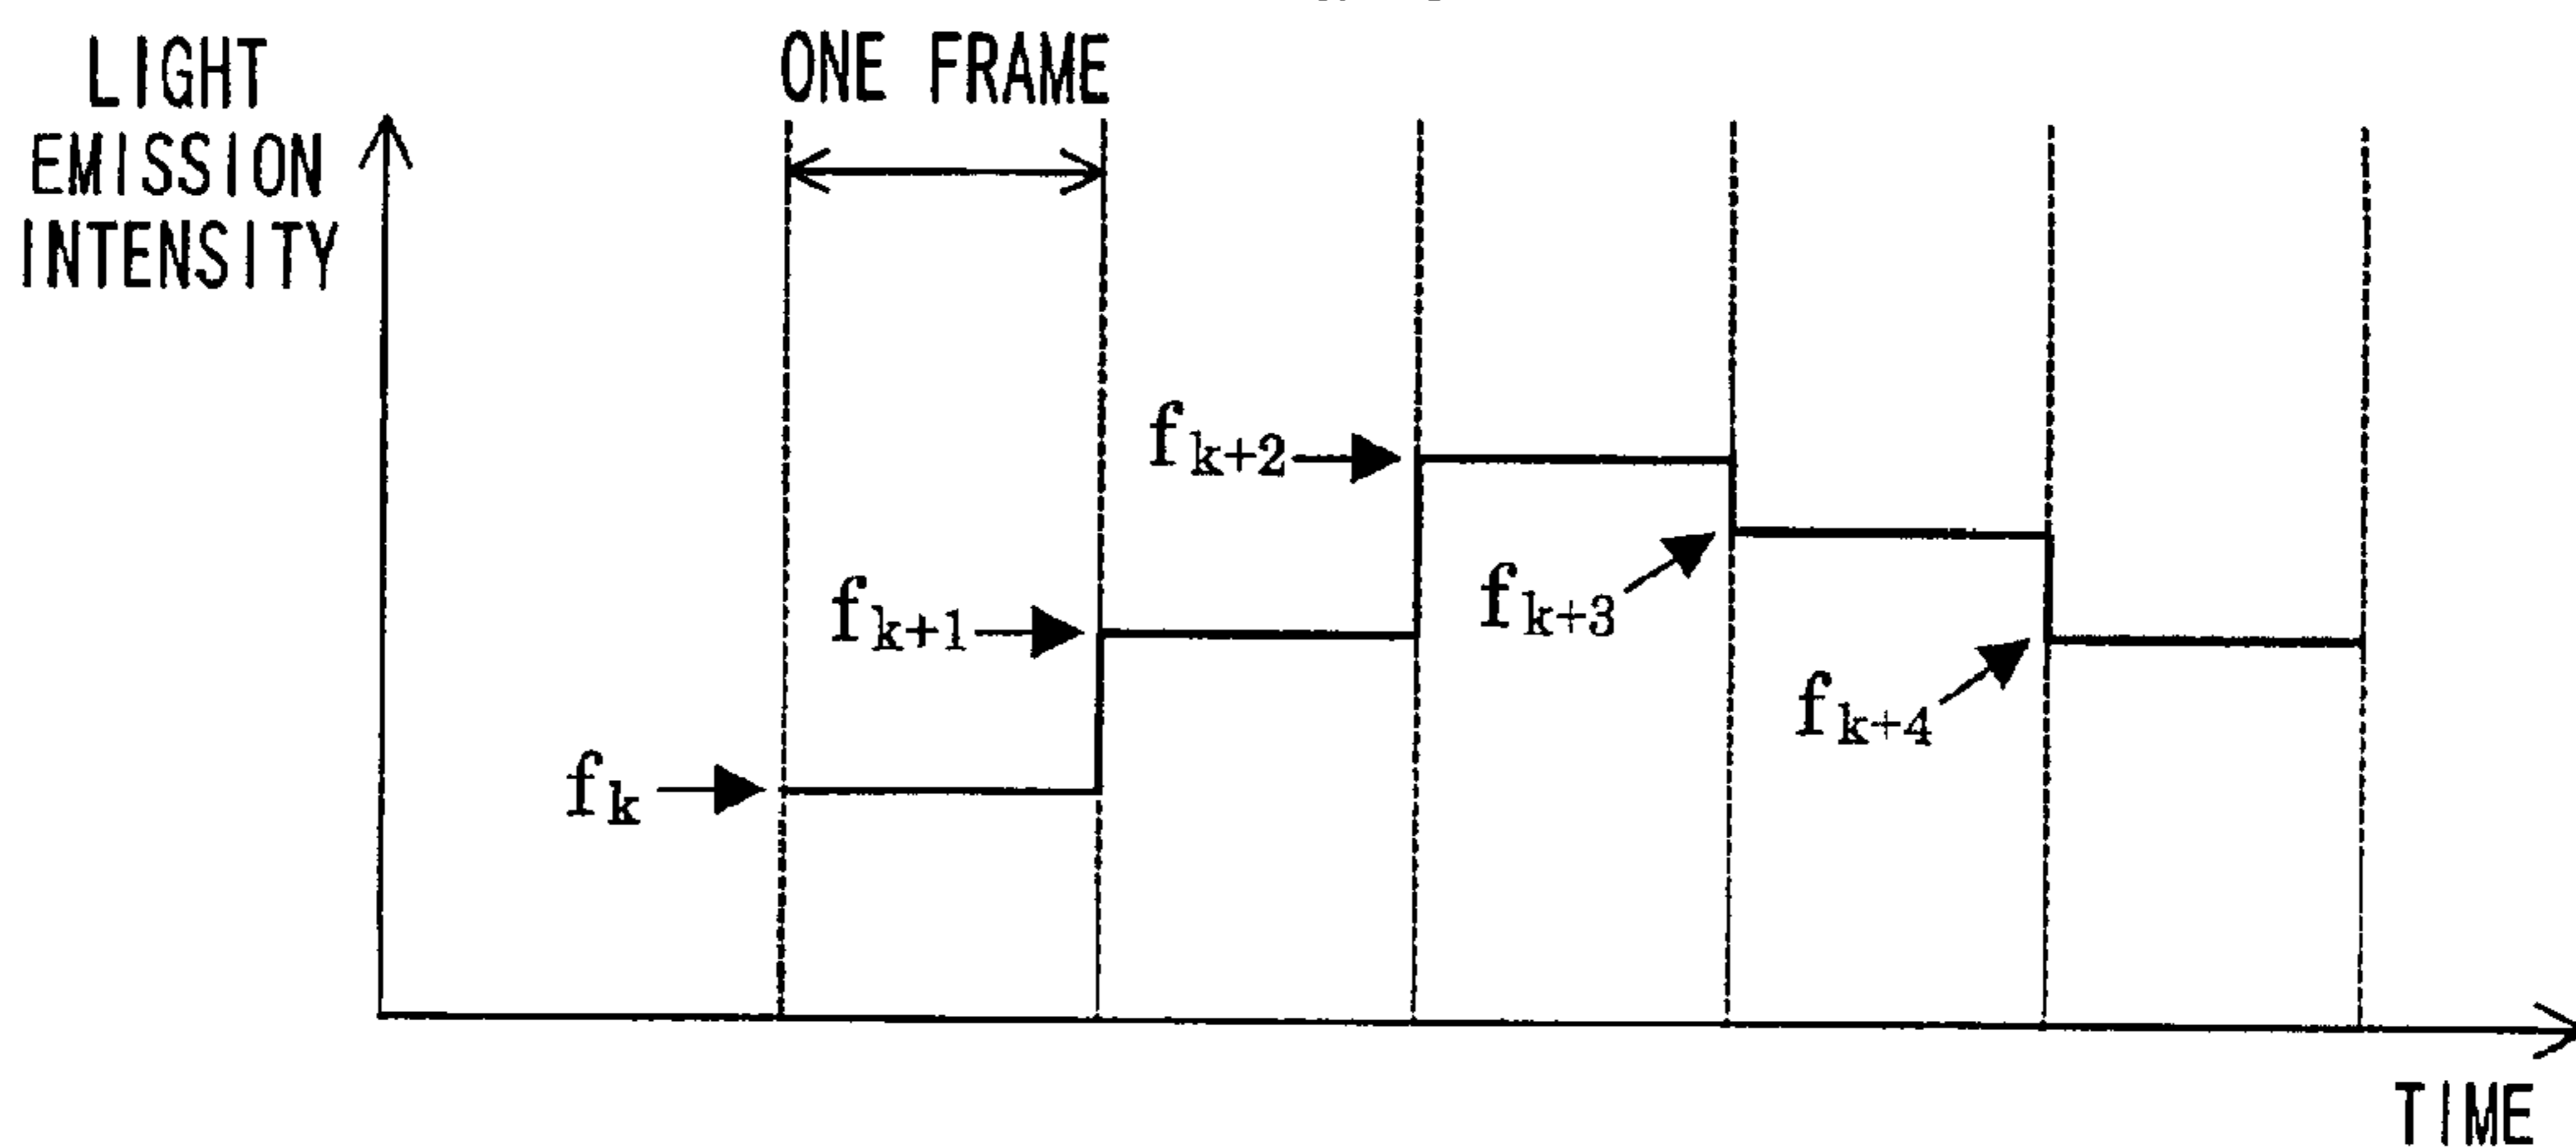 LIGHT
EMISSION
INTENSITY
ONE FRAME
f k+2
f k+3
f k+1
f k+4
f k
TIME